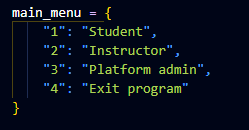 main_menu = {
    "1": "Student",
    "2": "Instructor",
    "3": "Platform admin",
    "4": "Exit program"
}